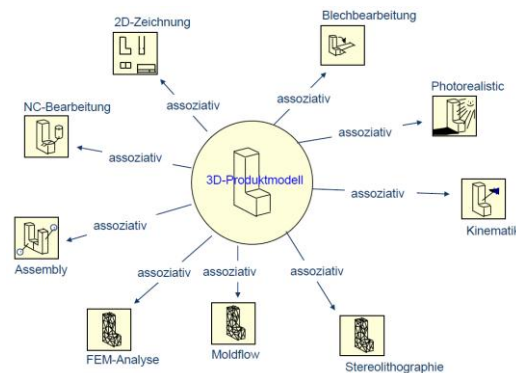 2D-Zeichnung
Blechbearbeitung
assoziativ
assoziativ
Photorealistic
NC-Bearbeitung
assoziativ
assoziativ
3D-Produktmodell
assoziativ
assoziativ
Kinematik
Assembly
assoziativ
assoziativ
assoziativ
FEM-Analyse
Moldflow
Stereolithographie